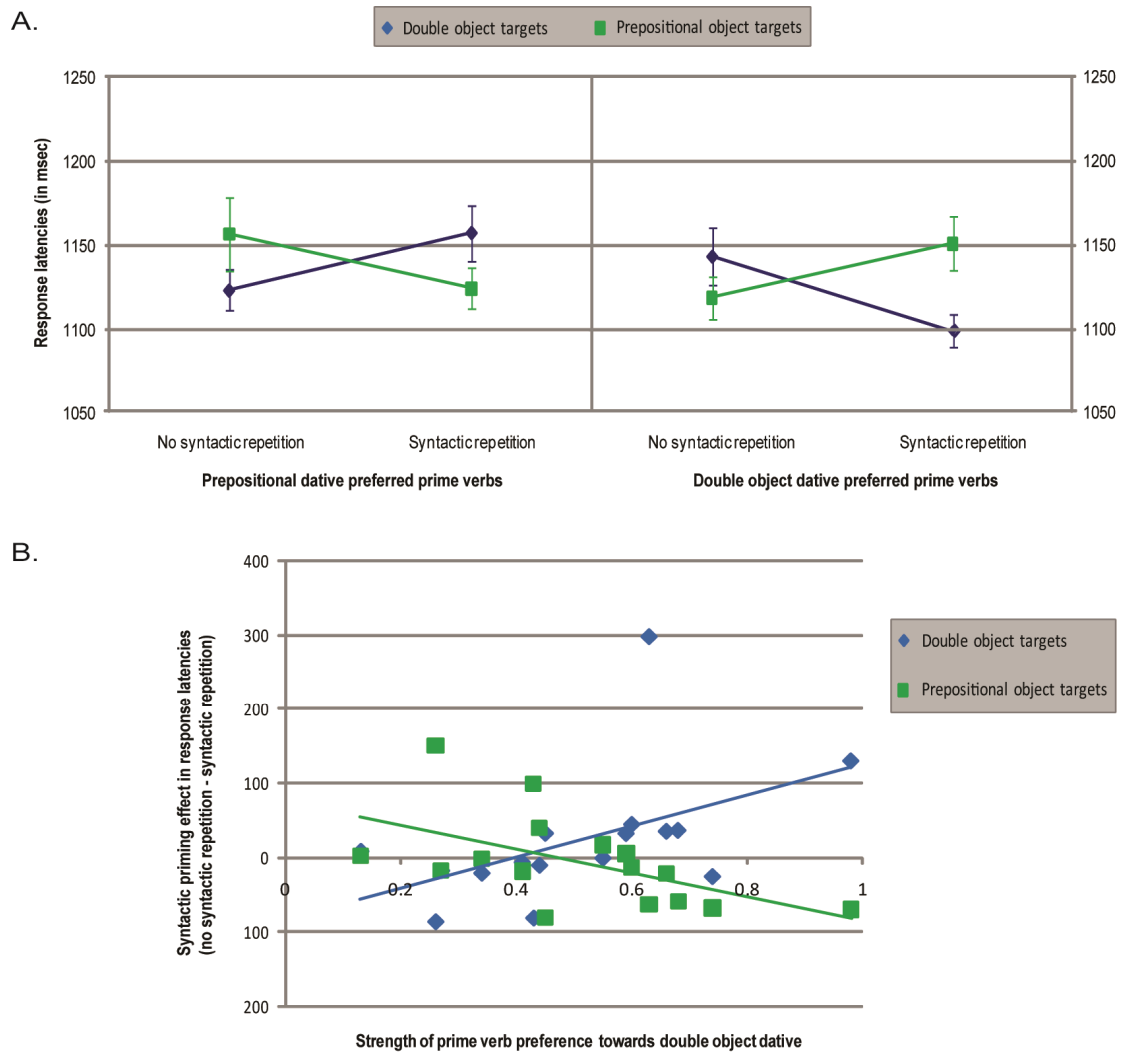 A.
Double object targets
Prepositional object targets
1250
1200
1150
1100
1050
Response latencies (in msec)
1250
1200
1150
1100
1050
No syntactic repetition
Syntactic repetition
No syntactic repetition
Syntactic repetition
Prepositional dative preferred prime verbs
Double object dative preferred prime verbs
B.
400
300
200
100
0
100
200
Syntactic priming effect in response latencies
(no syntactic repetition - syntactic repetition)
0
0.2
0.4
0.6
0.8
1
Double object targets
Prepositional object targets
Strength of prime verb preference towards double object dative